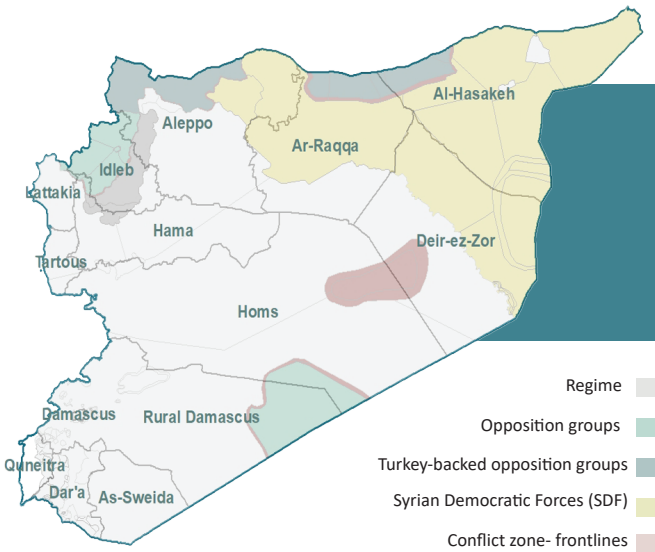 Al-Hasakeh
Aleppo
Ar-Raqqa
Idleb
Lattakia
Hama
Deir-ez-Zor
Tartous
Homs
Damascus
Rural Damascus
Quneitra
Dar'a
As-Sweida
Regime
Opposition groups
Turkey-backed opposition groups
Syrian Democratic Forces (SDF)
Conflict zone- frontlines